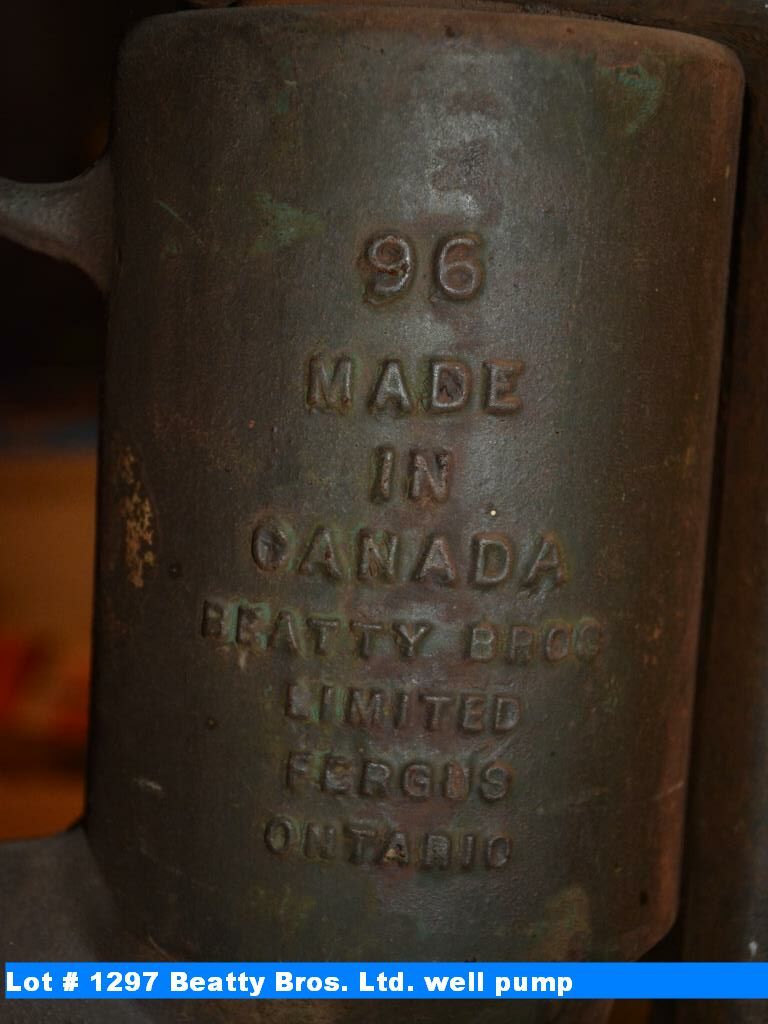 96
MADE
IN
CANADA
BEATTY BROS
LIMITED
FERGUS
ONTARIO
Lot # 1297 Beatty Bros. Ltd. well pump